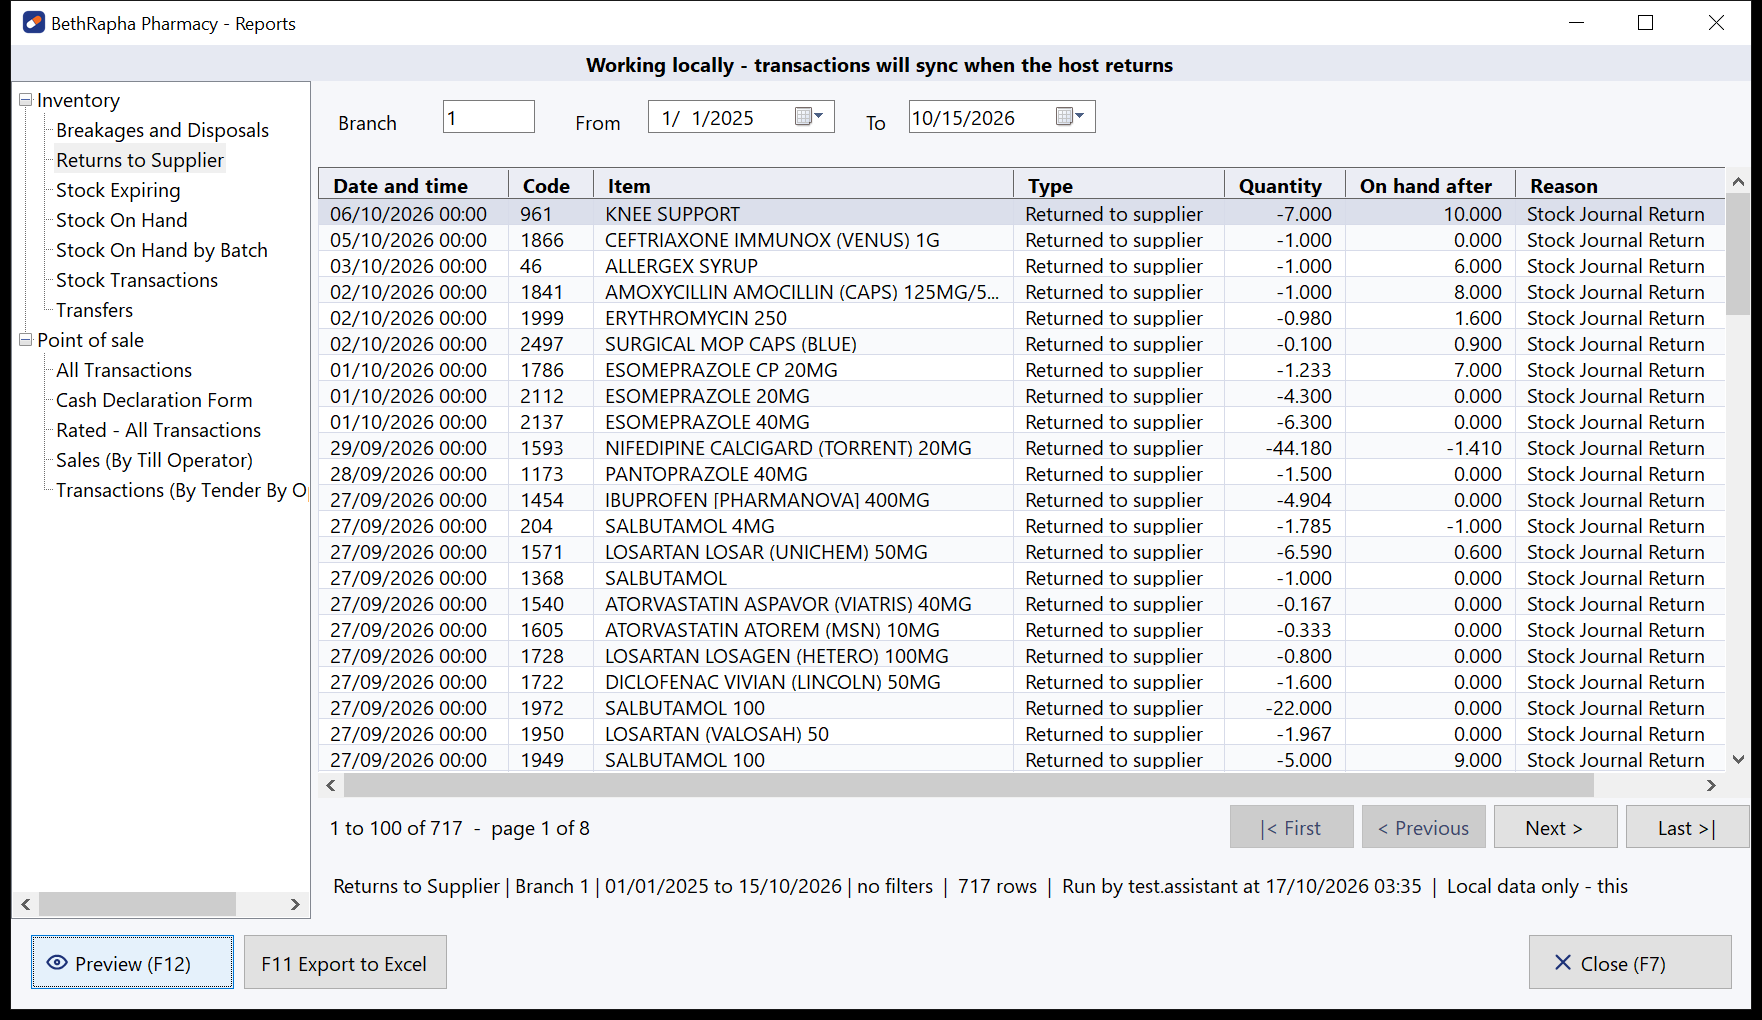 BethRapha Pharmacy - Reports
Working locally - transactions will sync when the host returns
Inventory
Breakages and Disposals
Returns to Supplier
Stock Expiring
Stock On Hand
Stock On Hand by Batch
Stock Transactions
Transfers
Point of sale
All Transactions
Cash Declaration Form
Rated - All Transactions
Sales (By Till Operator)
Transactions (By Tender By O
Branch 1 From 1/ 1/2025 To 10/15/2026
Date and time Code Item Type Quantity On hand after Reason
06/10/2026 00:00 961 KNEE SUPPORT Returned to supplier -7.000 10.000 Stock Journal Return
05/10/2026 00:00 1866 CEFTRIAXONE IMMUNOX (VENUS) 1G Returned to supplier -1.000 0.000 Stock Journal Return
03/10/2026 00:00 46 ALLERGEX SYRUP Returned to supplier -1.000 6.000 Stock Journal Return
02/10/2026 00:00 1841 AMOXYCILLIN AMOCILLIN (CAPS) 125MG/5... Returned to supplier -1.000 8.000 Stock Journal Return
02/10/2026 00:00 1999 ERYTHROMYCIN 250 Returned to supplier -0.980 1.600 Stock Journal Return
02/10/2026 00:00 2497 SURGICAL MOP CAPS (BLUE) Returned to supplier -0.100 0.900 Stock Journal Return
01/10/2026 00:00 1786 ESOMEPRAZOLE CP 20MG Returned to supplier -1.233 7.000 Stock Journal Return
01/10/2026 00:00 2112 ESOMEPRAZOLE 20MG Returned to supplier -4.300 0.000 Stock Journal Return
01/10/2026 00:00 2137 ESOMEPRAZOLE 40MG Returned to supplier -6.300 0.000 Stock Journal Return
29/09/2026 00:00 1593 NIFEDIPINE CALCIGARD (TORRENT) 20MG Returned to supplier -44.180 -1.410 Stock Journal Return
28/09/2026 00:00 1173 PANTOPRAZOLE 40MG Returned to supplier -1.500 0.000 Stock Journal Return
27/09/2026 00:00 1454 IBUPROFEN [PHARMANOVA] 400MG Returned to supplier -4.904 0.000 Stock Journal Return
27/09/2026 00:00 204 SALBUTAMOL 4MG Returned to supplier -1.785 -1.000 Stock Journal Return
27/09/2026 00:00 1571 LOSARTAN LOSAR (UNICHEM) 50MG Returned to supplier -6.590 0.600 Stock Journal Return
27/09/2026 00:00 1368 SALBUTAMOL Returned to supplier -1.000 0.000 Stock Journal Return
27/09/2026 00:00 1540 ATORVASTATIN ASPAVOR (VIATRIS) 40MG Returned to supplier -0.167 0.000 Stock Journal Return
27/09/2026 00:00 1605 ATORVASTATIN ATOREM (MSN) 10MG Returned to supplier -0.333 0.000 Stock Journal Return
27/09/2026 00:00 1728 LOSARTAN LOSAGEN (HETERO) 100MG Returned to supplier -0.800 0.000 Stock Journal Return
27/09/2026 00:00 1722 DICLOFENAC VIVIAN (LINCOLN) 50MG Returned to supplier -1.600 0.000 Stock Journal Return
27/09/2026 00:00 1972 SALBUTAMOL 100 Returned to supplier -22.000 0.000 Stock Journal Return
27/09/2026 00:00 1950 LOSARTAN (VALOSAH) 50 Returned to supplier -1.967 0.000 Stock Journal Return
27/09/2026 00:00 1949 SALBUTAMOL 100 Returned to supplier -5.000 9.000 Stock Journal Return
1 to 100 of 717 - page 1 of 8 |< First < Previous Next > Last >|
Returns to Supplier | Branch 1 | 01/01/2025 to 15/10/2026 | no filters | 717 rows | Run by test.assistant at 17/10/2026 03:35 | Local data only - this
Preview (F12) F11 Export to Excel Close (F7)